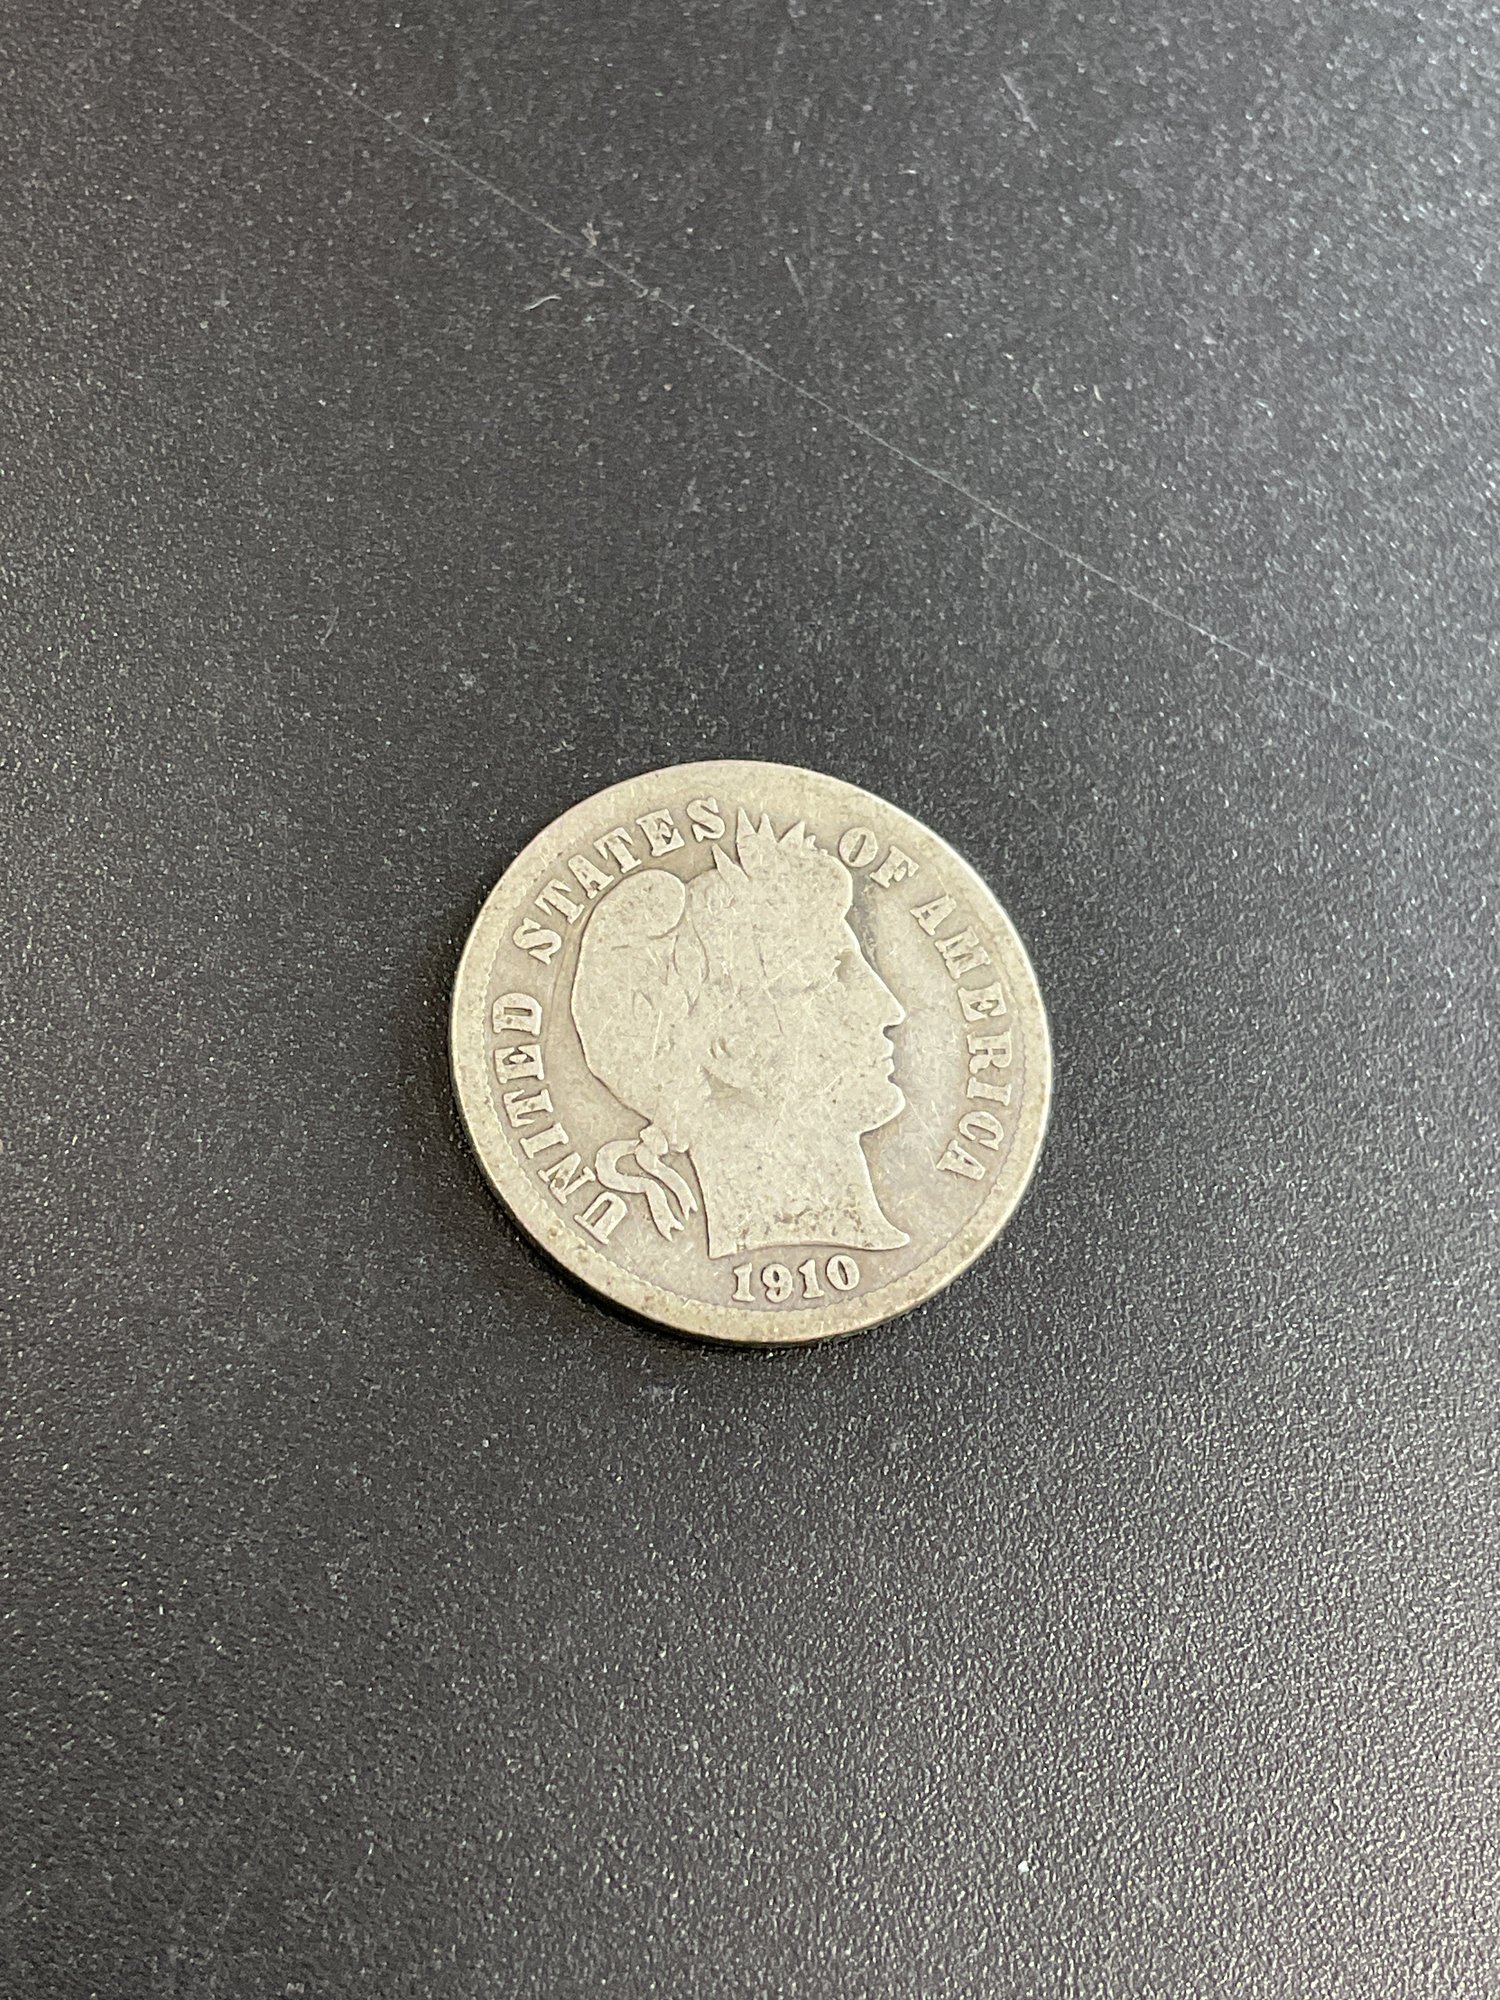 UNITED STATES OF AMERICA
1910